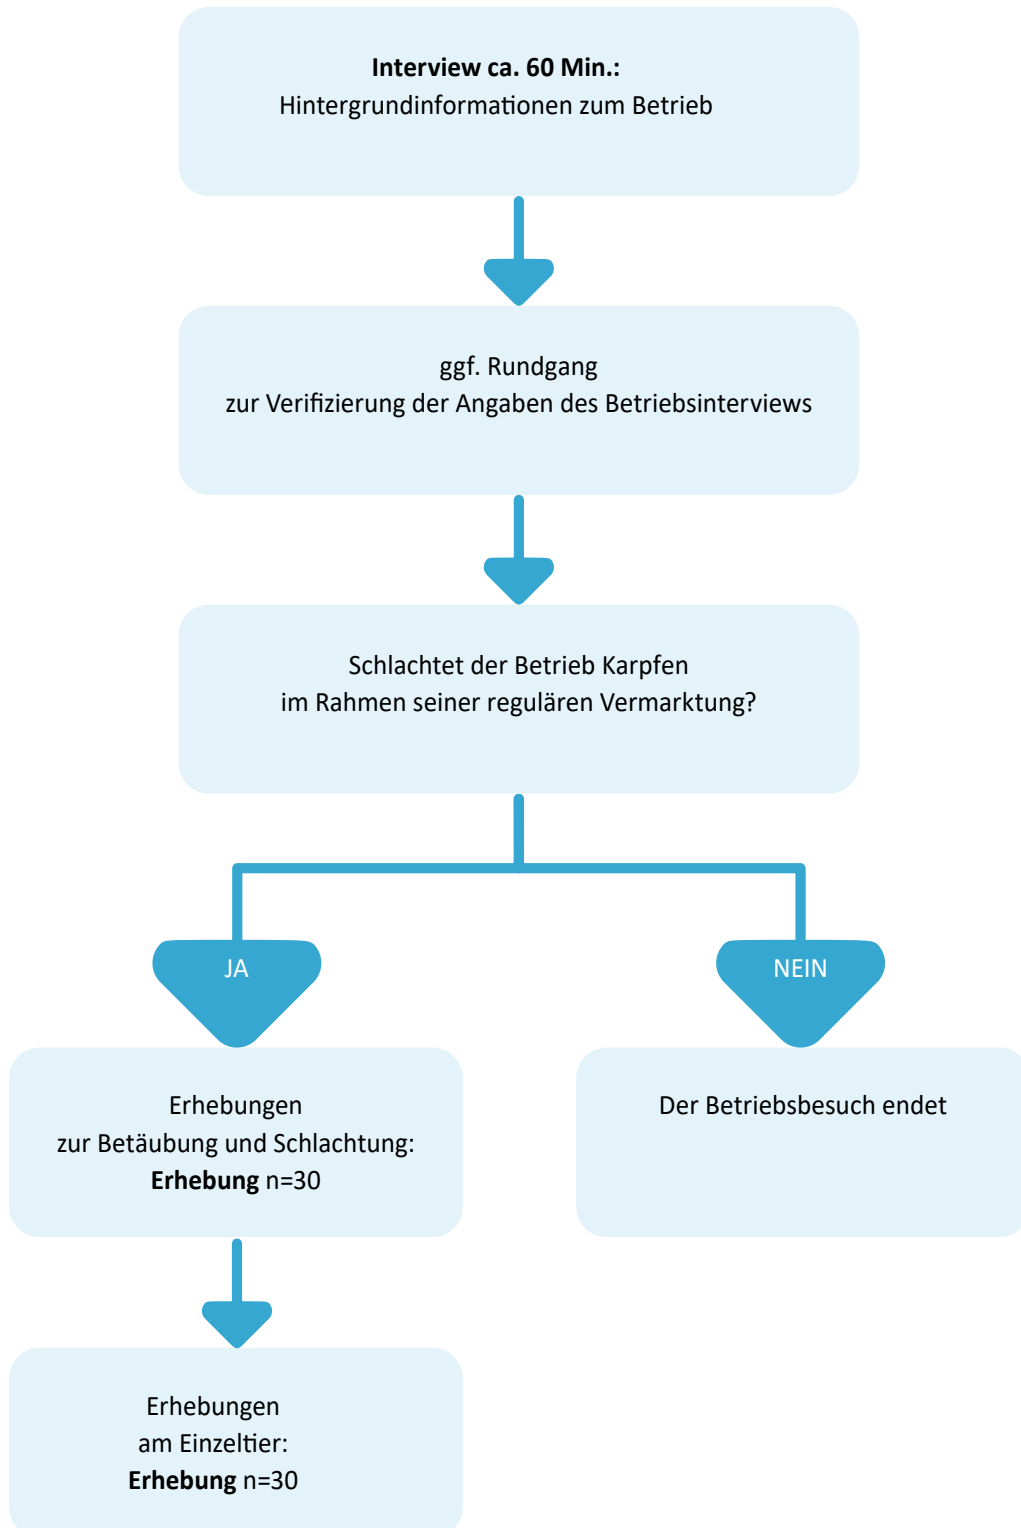 Interview ca. 60 Min.:
Hintergrundinformationen zum Betrieb
ggf. Rundgang
zur Verifizierung der Angaben des Betriebsinterviews
Schlachtet der Betrieb Karpfen
im Rahmen seiner regulären Vermarktung?
JA
NEIN
Erhebungen
zur Betäubung und Schlachtung:
Erhebung n=30
Der Betriebsbesuch endet
Erhebungen
am Einzeltier:
Erhebung n=30